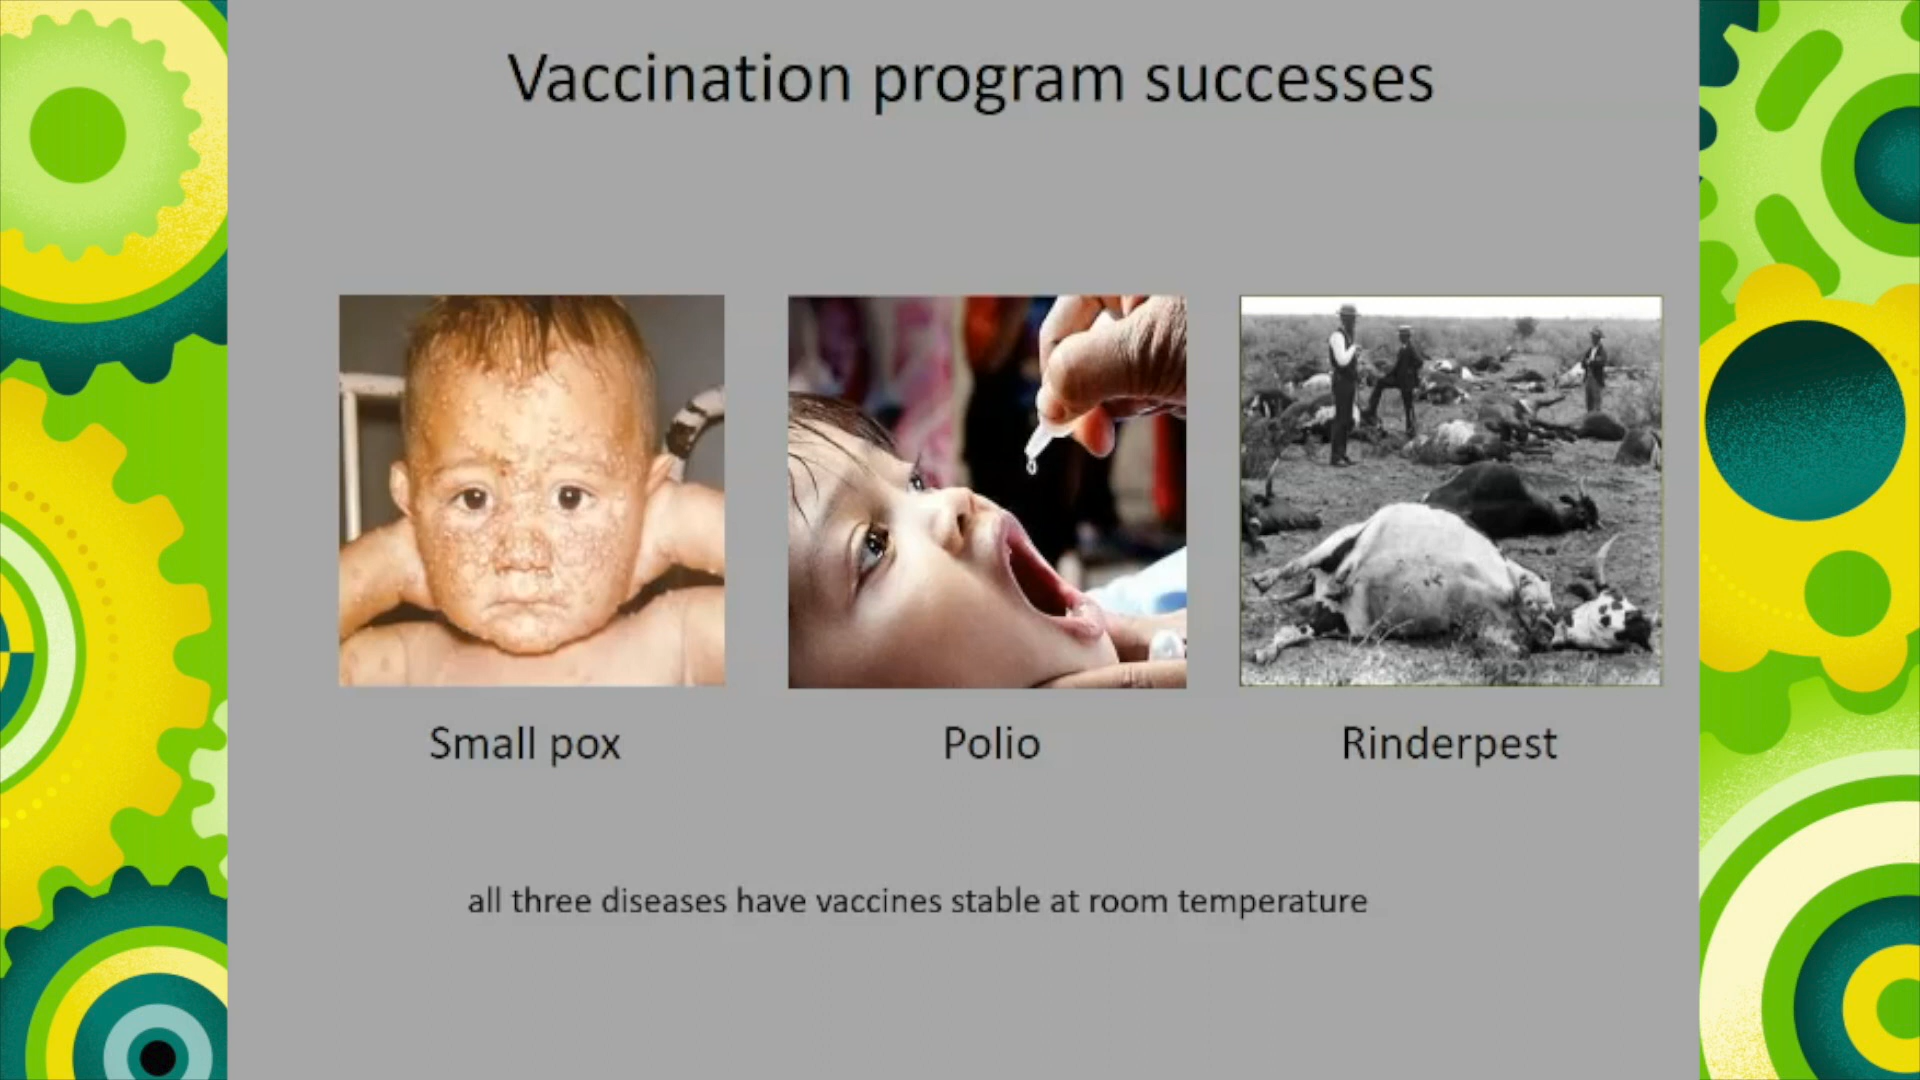 Vaccination program successes
Small pox
Polio
Rinderpest
all three diseases have vaccines stable at room temperature